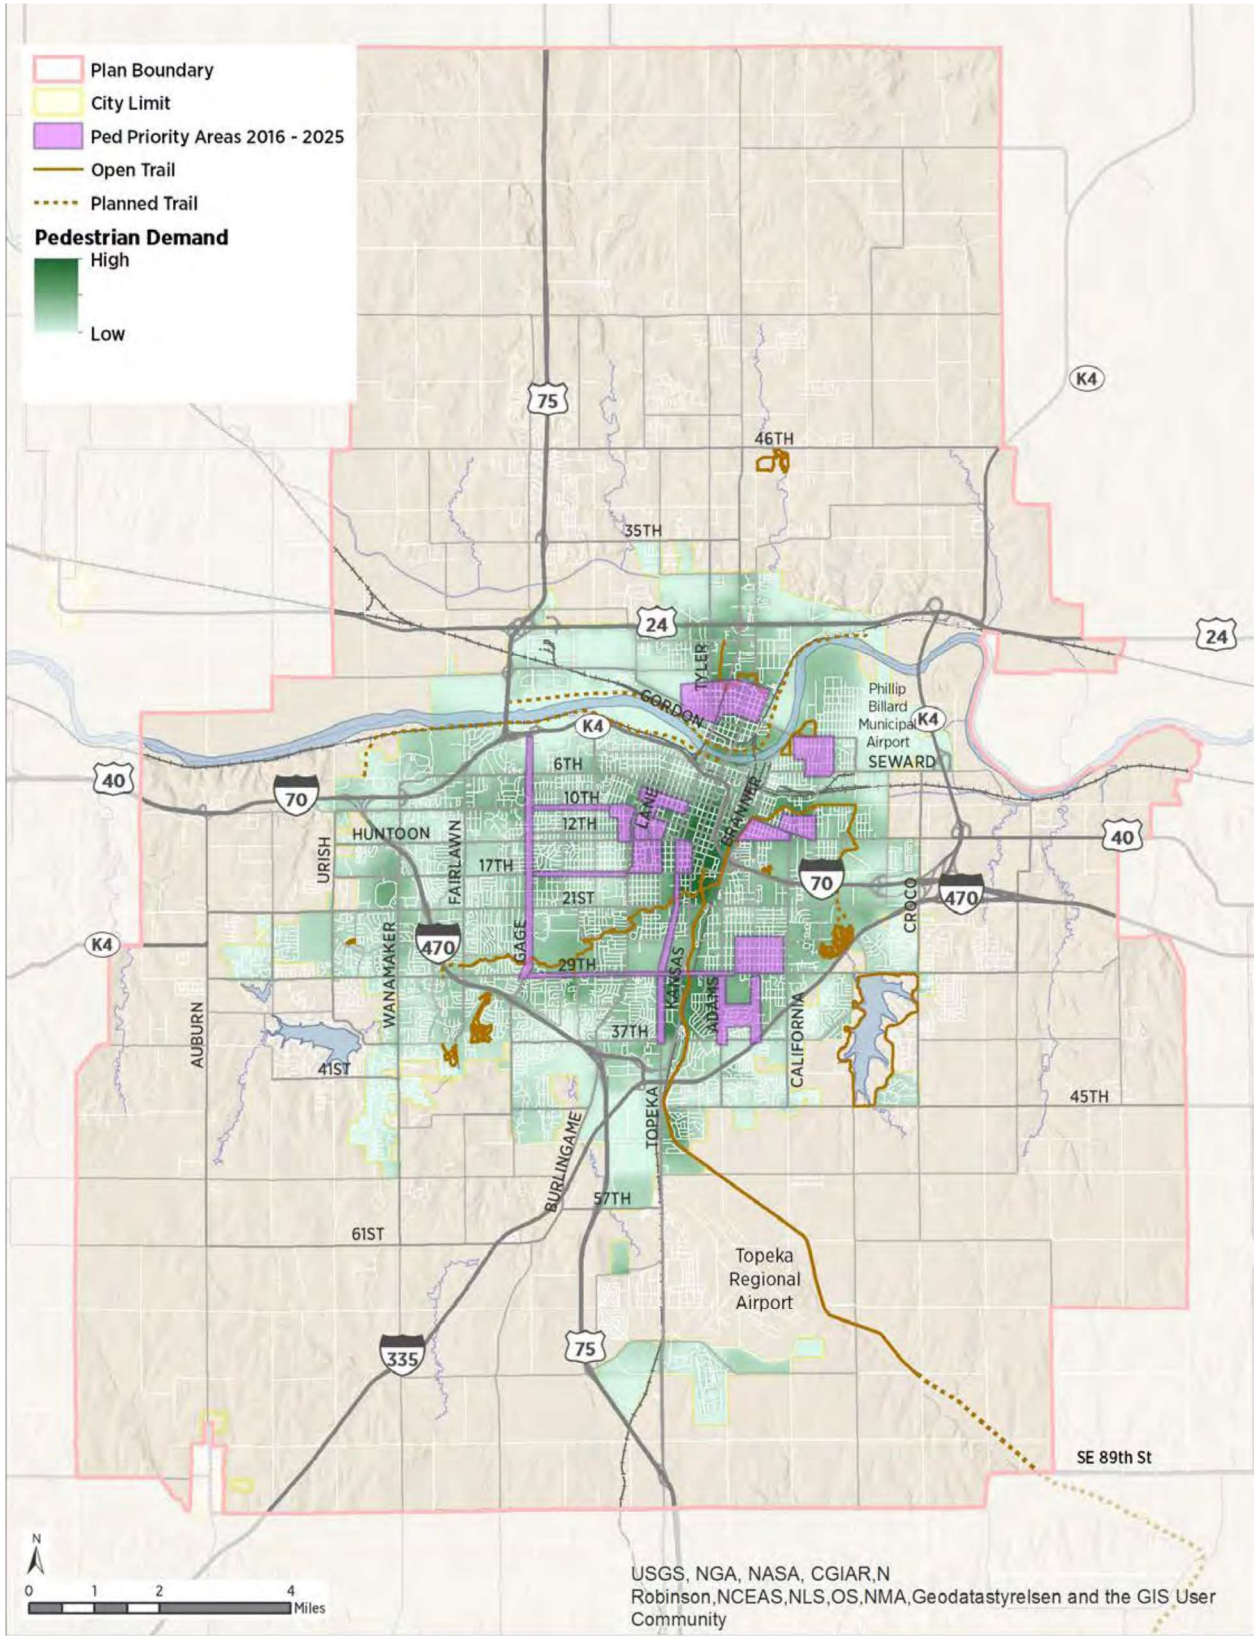 Plan Boundary
City Limit
Ped Priority Areas 2016 - 2025
Open Trail
Planned Trail
Pedestrian Demand
High
Low
75
K4
46TH
35TH
24
24
TYLER
GORDON
Phillip
Billard
Municipal
Airport
K4
K4
SEWARD
6TH
40
70
10TH
LANE
BRANNER
12TH
HUNTOON
40
URISH
FAIRLAWN
17TH
70
21ST
CROCO
470
K4
470
GAGE
WANAMAKER
29TH
KANSAS
ADAMS
AUBURN
37TH
CALIFORNIA
41ST
45TH
TOPEKA
BURLINGAME
57TH
61ST
Topeka
Regional
Airport
335
75
SE 89th St
N
0 1 2 4
Miles
USGS, NGA, NASA, CGIAR,N
Robinson,NCEAS,NLS,OS,NMA,Geodatastyrelsen and the GIS User
Community